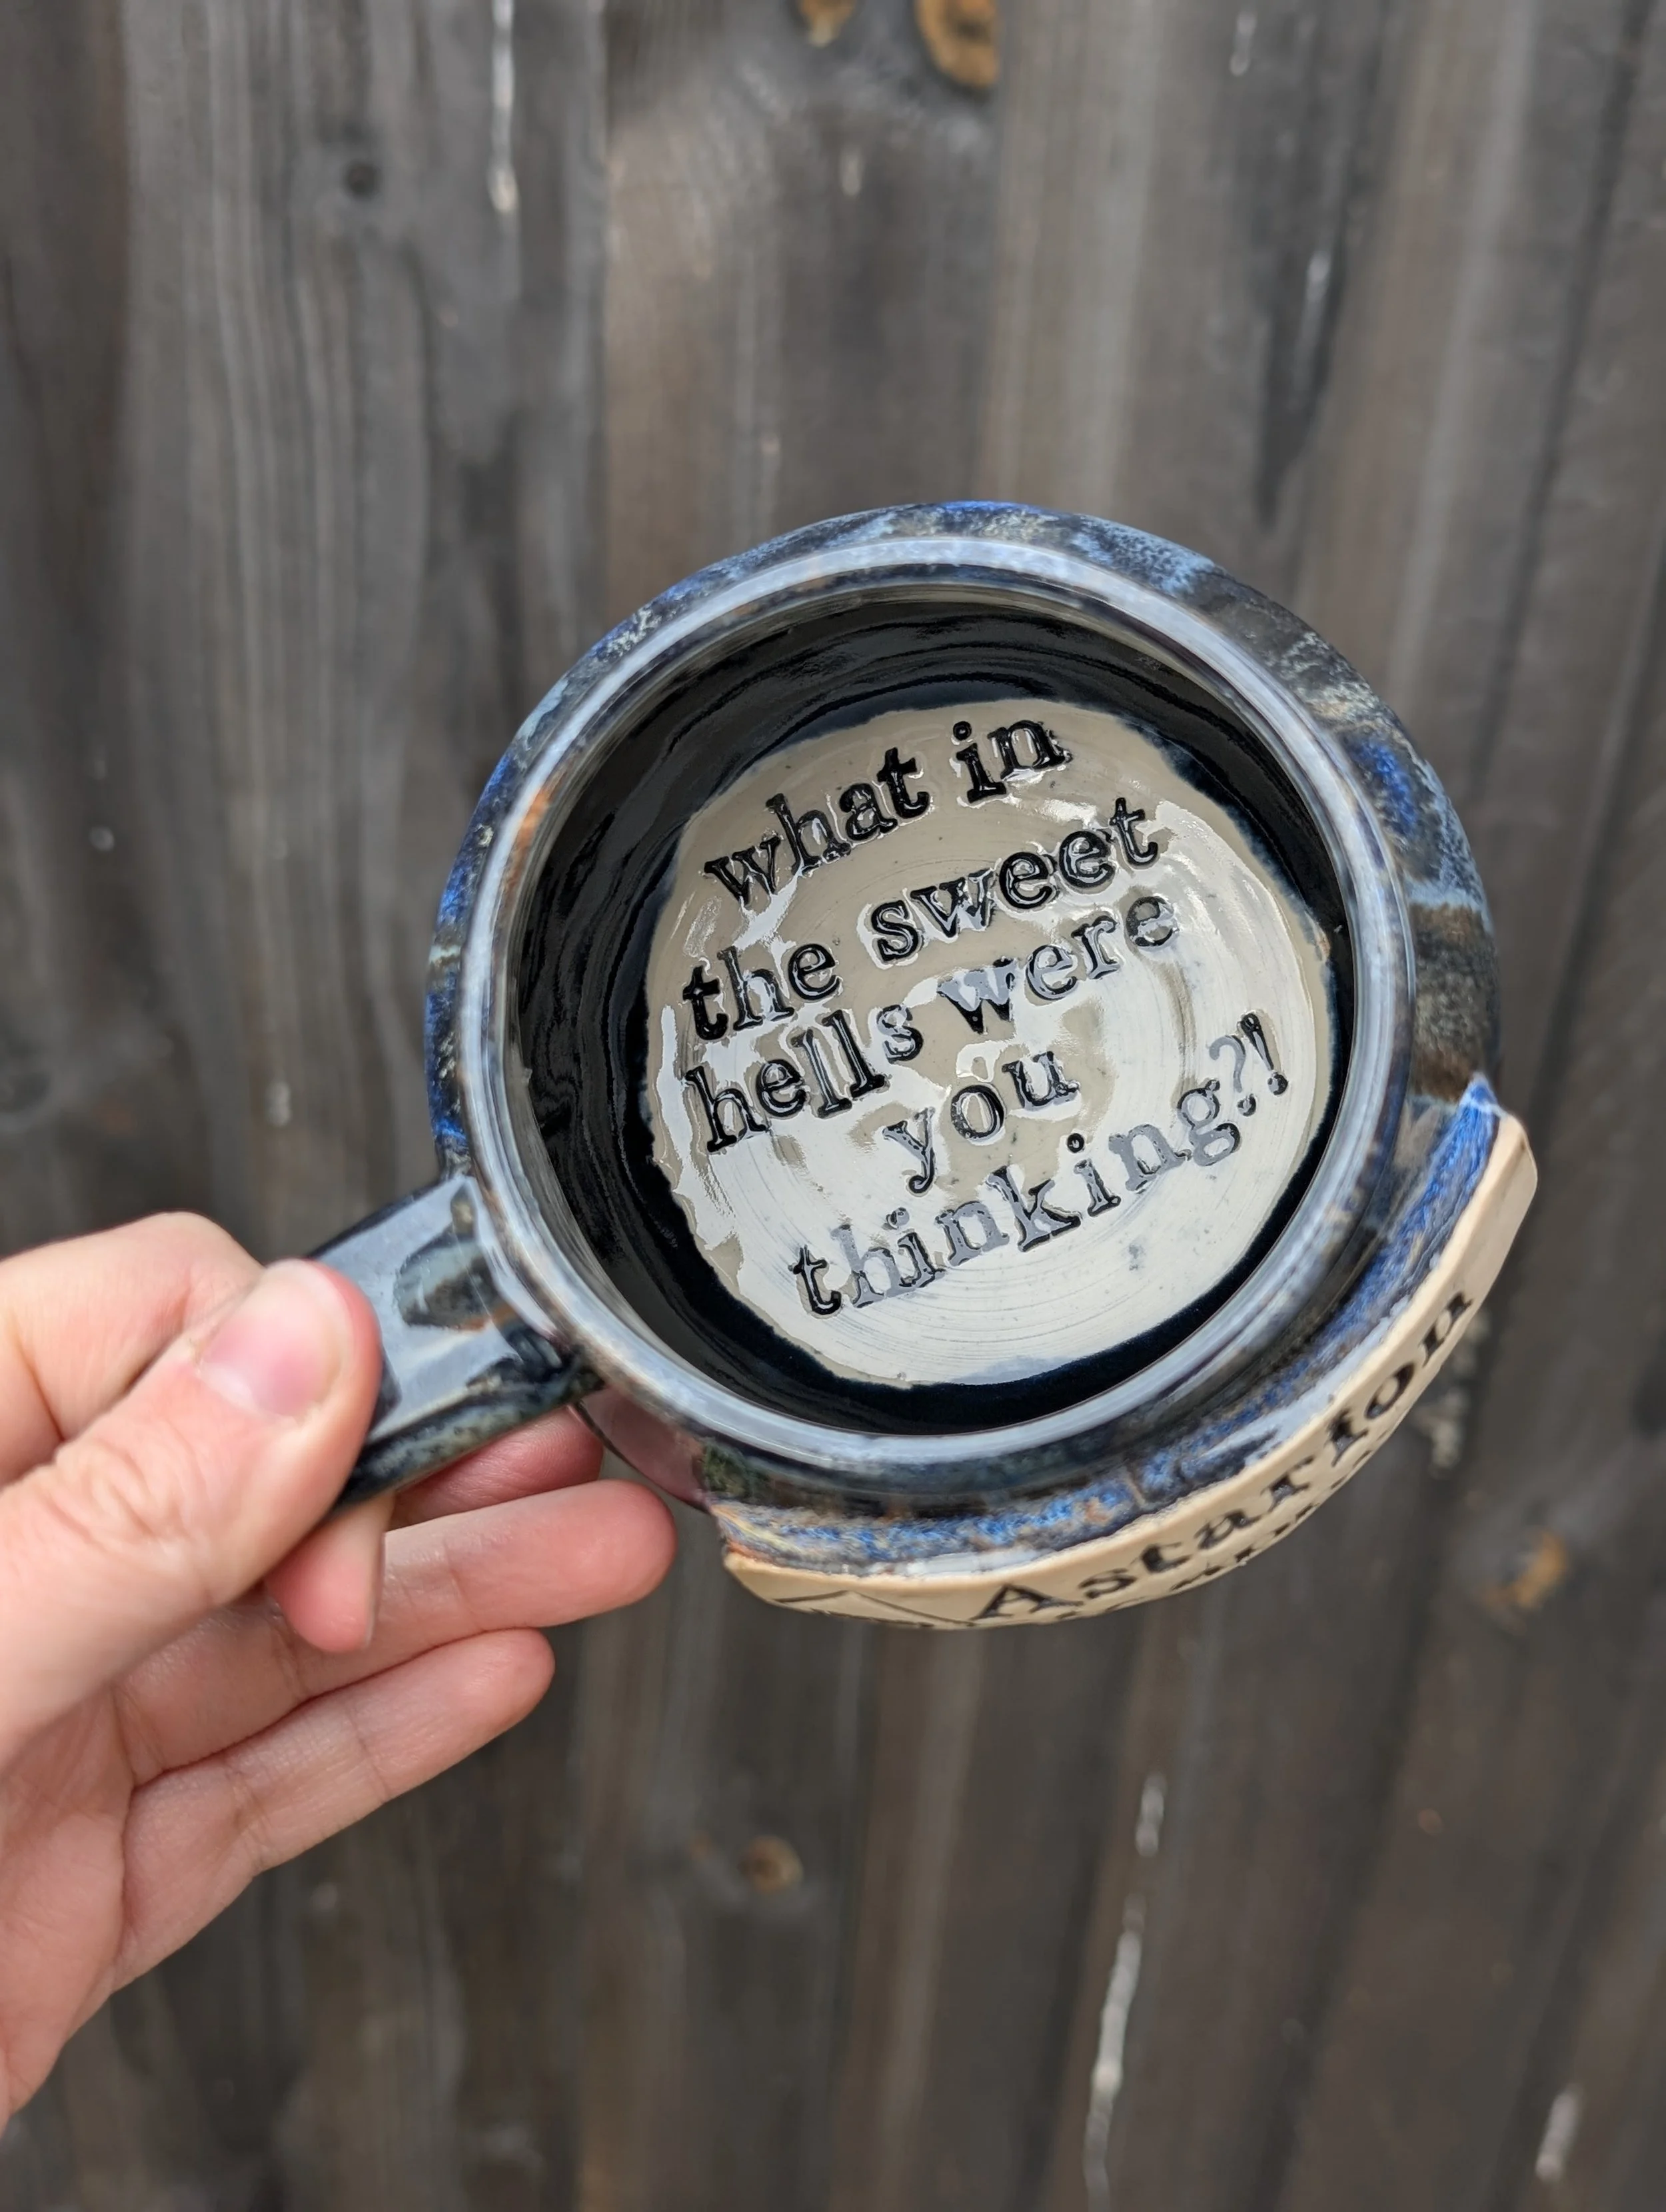 what in
the sweet
hells were
you
thinking?!
Astarion